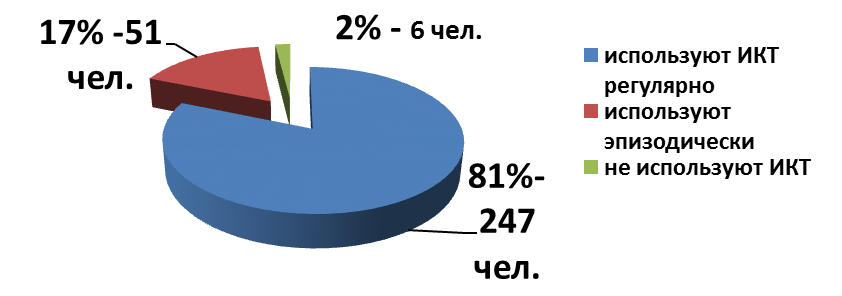 17% -51
чел.
2% - 6 чел.
81%-
247
чел.
используют ИКТ
регулярно
используют
эпизодически
не используют ИКТ